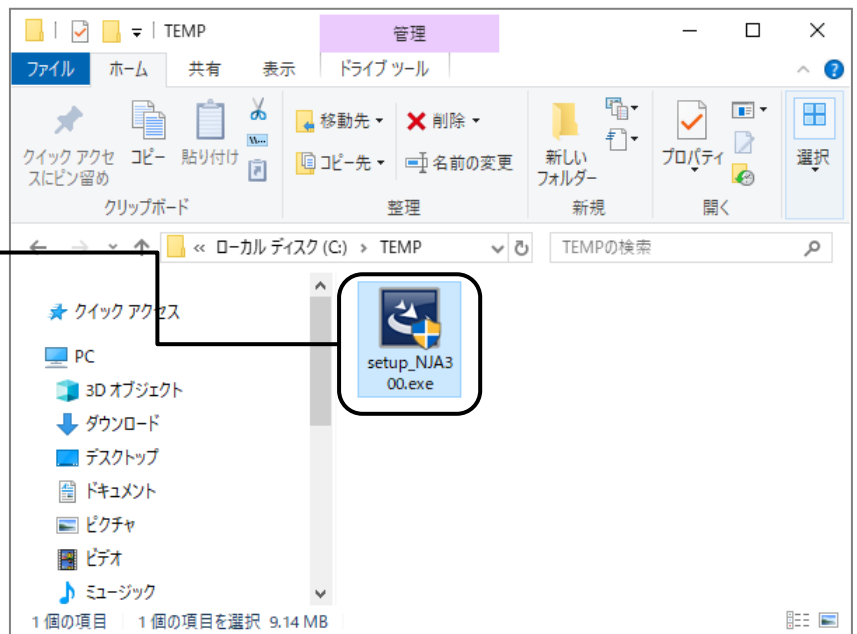 TEMP
管理
ファイル ホーム 共有 表示 ドライブ ツール
クイック アクセ
スにピン留め
コピー
貼り付け
移動先
コピー先
削除
名前の変更
新しい
フォルダー
プロパティ
選択
クリップボード 整理 新規 開く
« ローカル ディスク (C:) › TEMP
TEMPの検索
クイック アクセス
PC
3D オブジェクト
ダウンロード
デスクトップ
ドキュメント
ピクチャ
ビデオ
ミュージック
setup_NJA3
00.exe
1 個の項目 1 個の項目を選択 9.14 MB